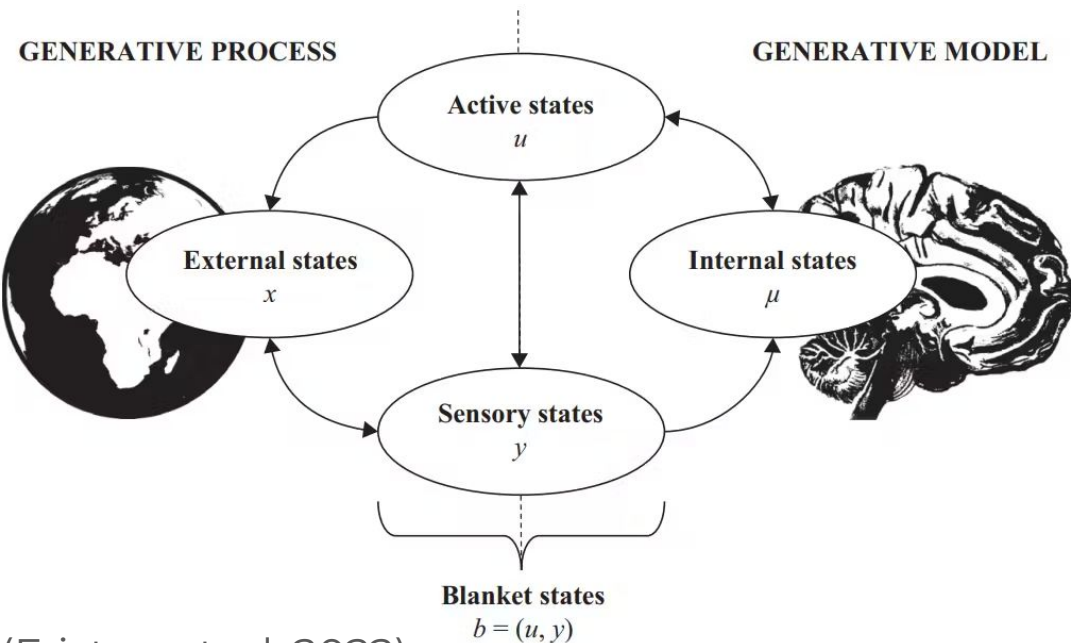 GENERATIVE PROCESS
GENERATIVE MODEL
Active states
u
External states
x
Internal states
μ
Sensory states
y
Blanket states
b = (u, y)